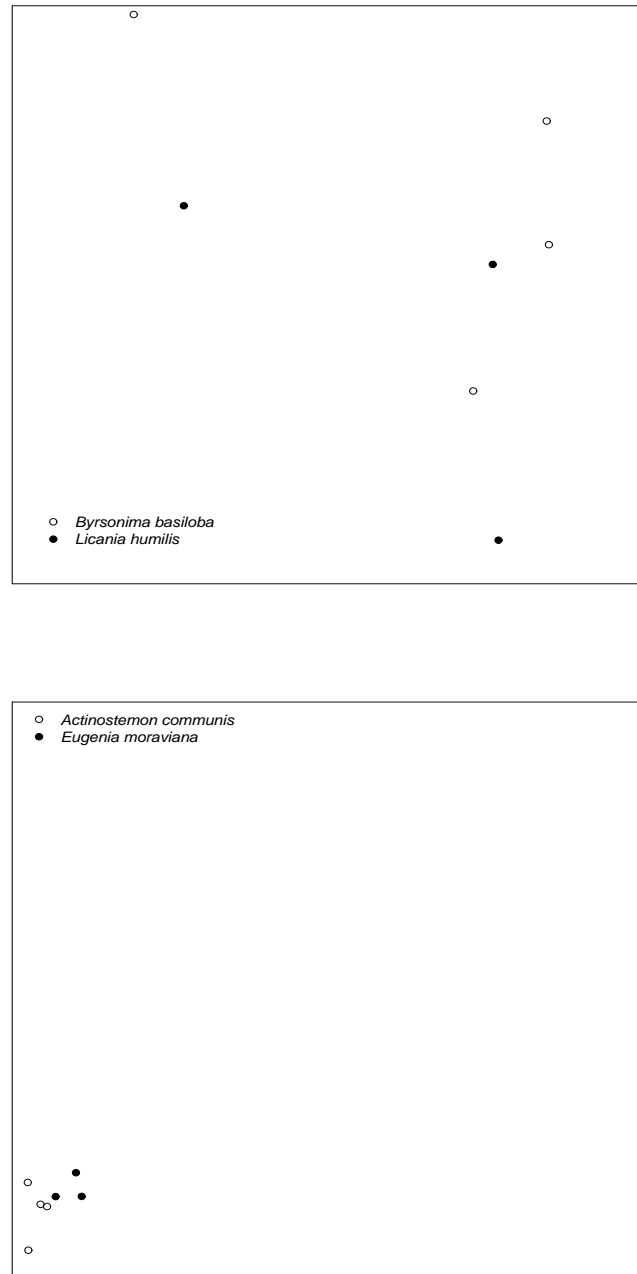 Byrsonima basiloba
Licania humilis
Actinostemon communis
Eugenia moraviana